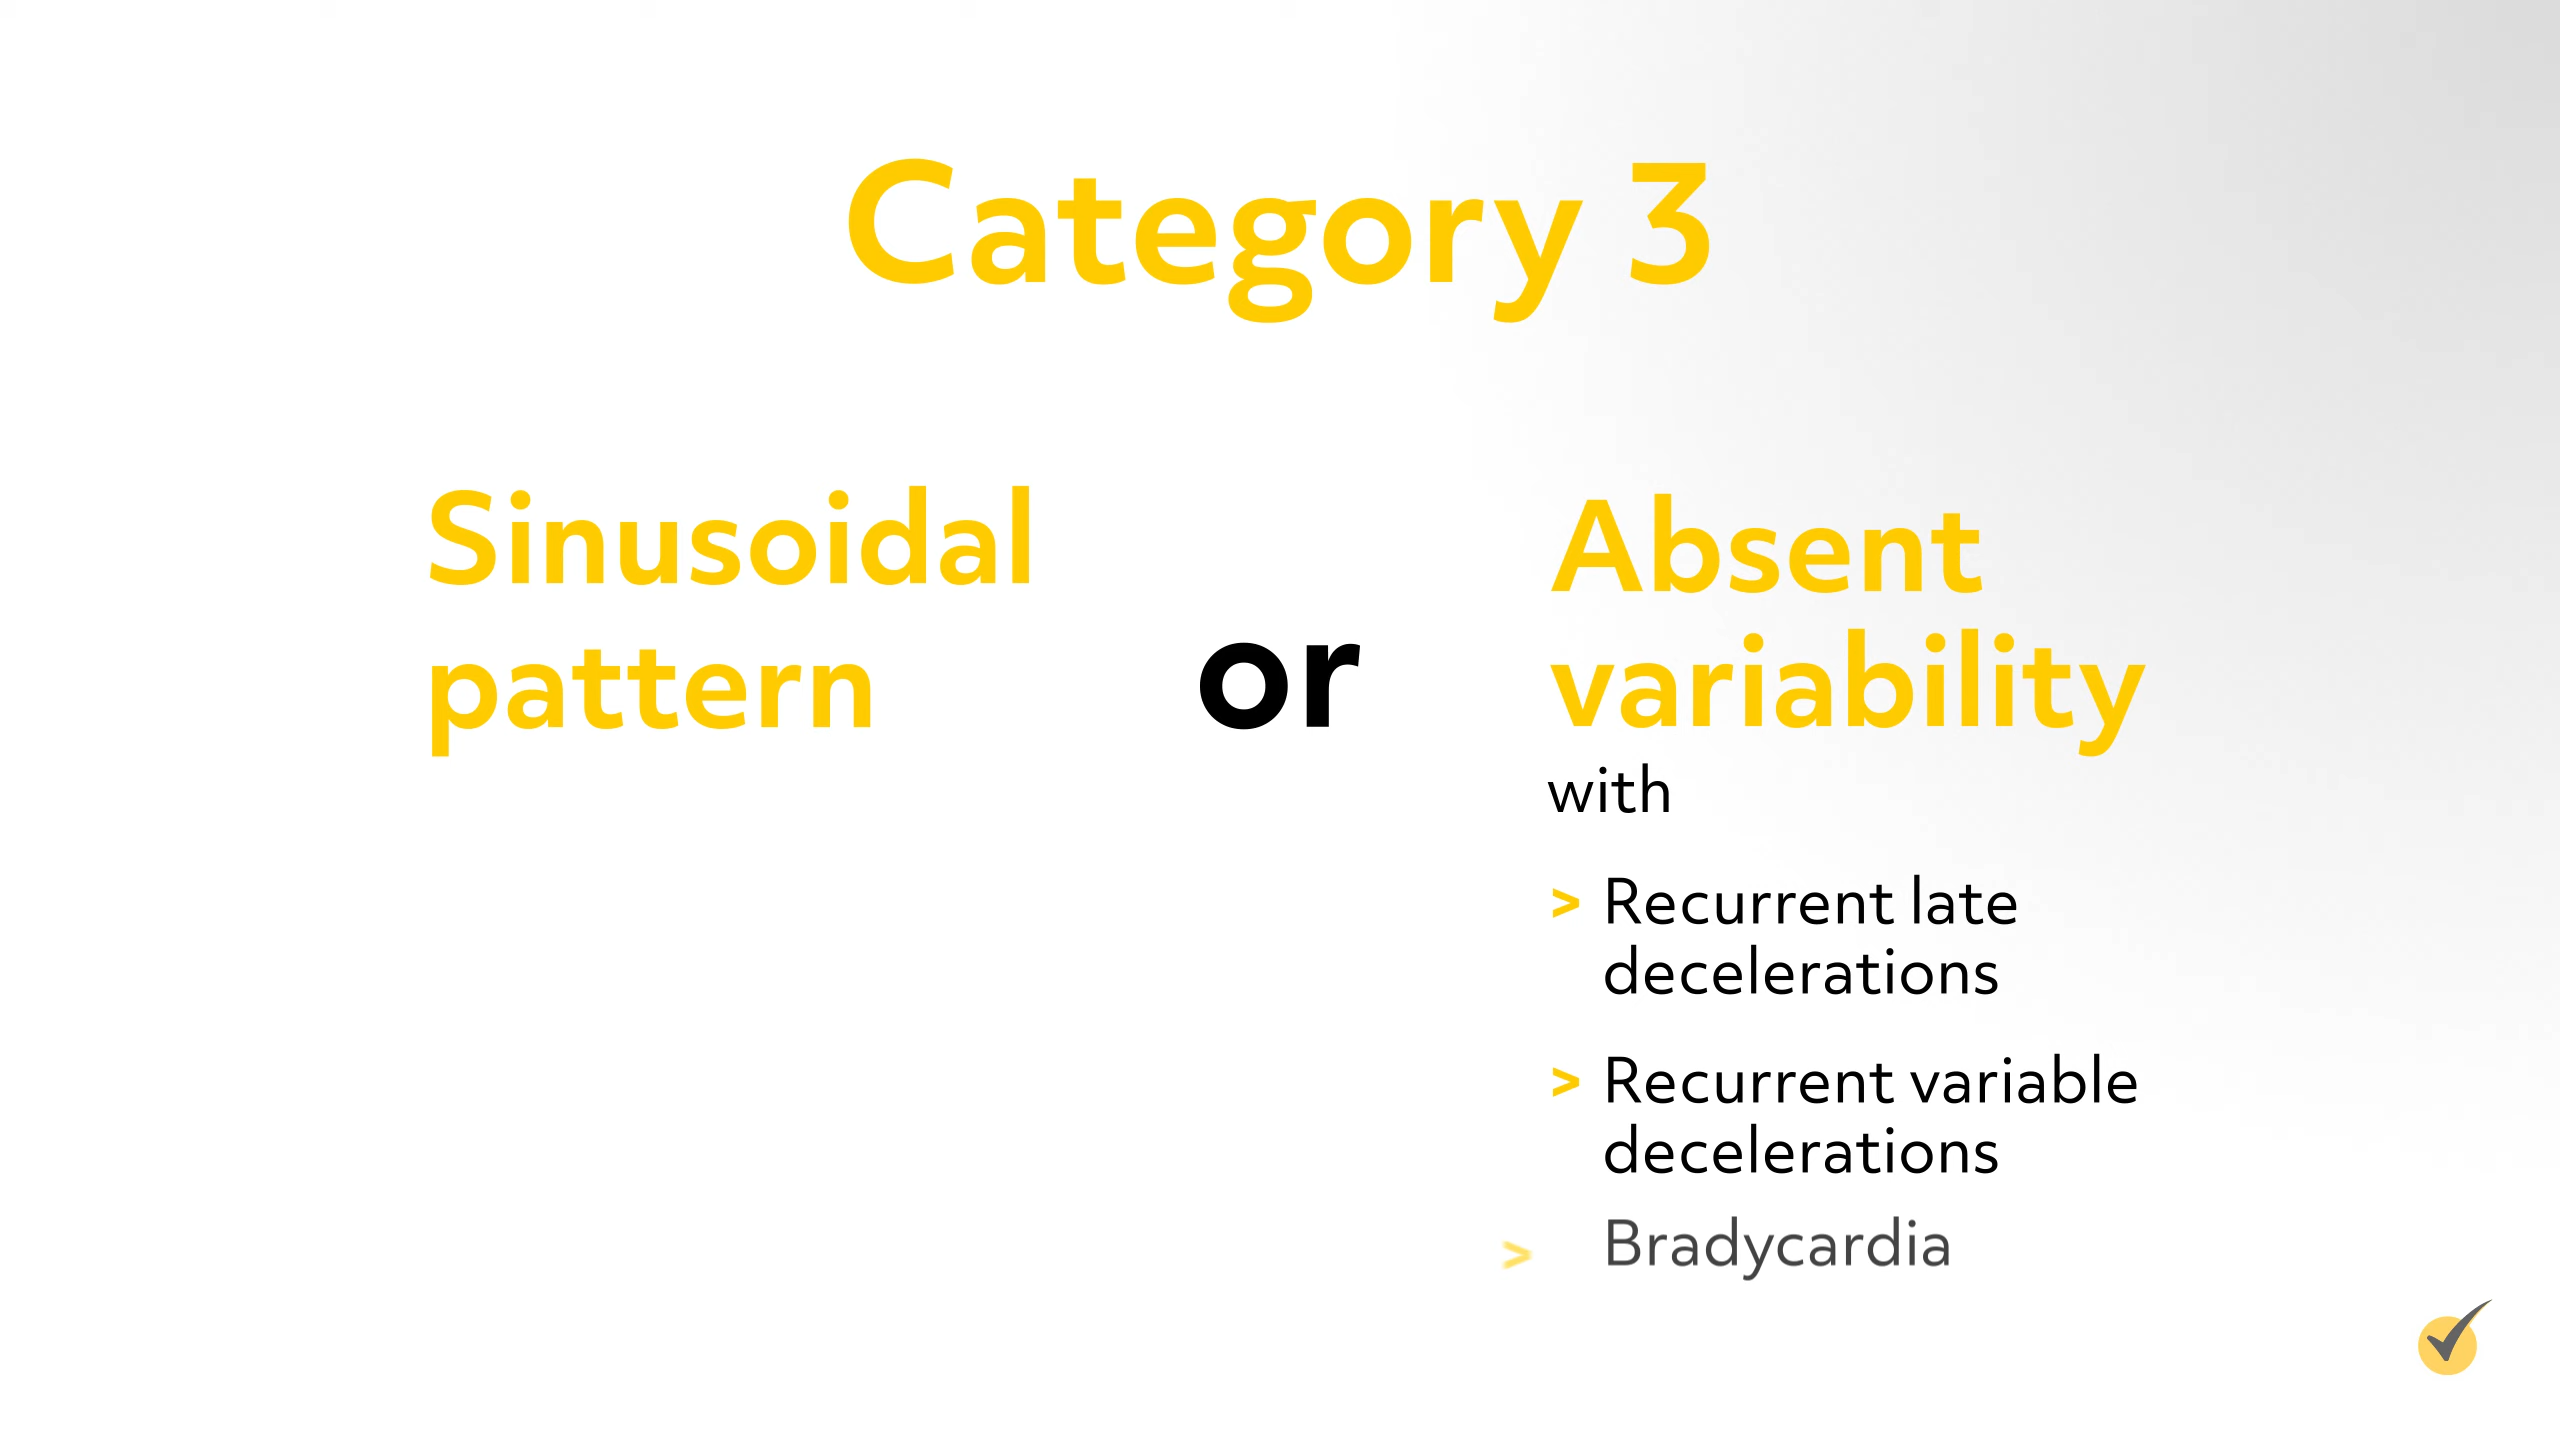 Category 3
Sinusoidal
pattern
or
Absent
variability
with
> Recurrent late
decelerations
> Recurrent variable
decelerations
> Bradycardia